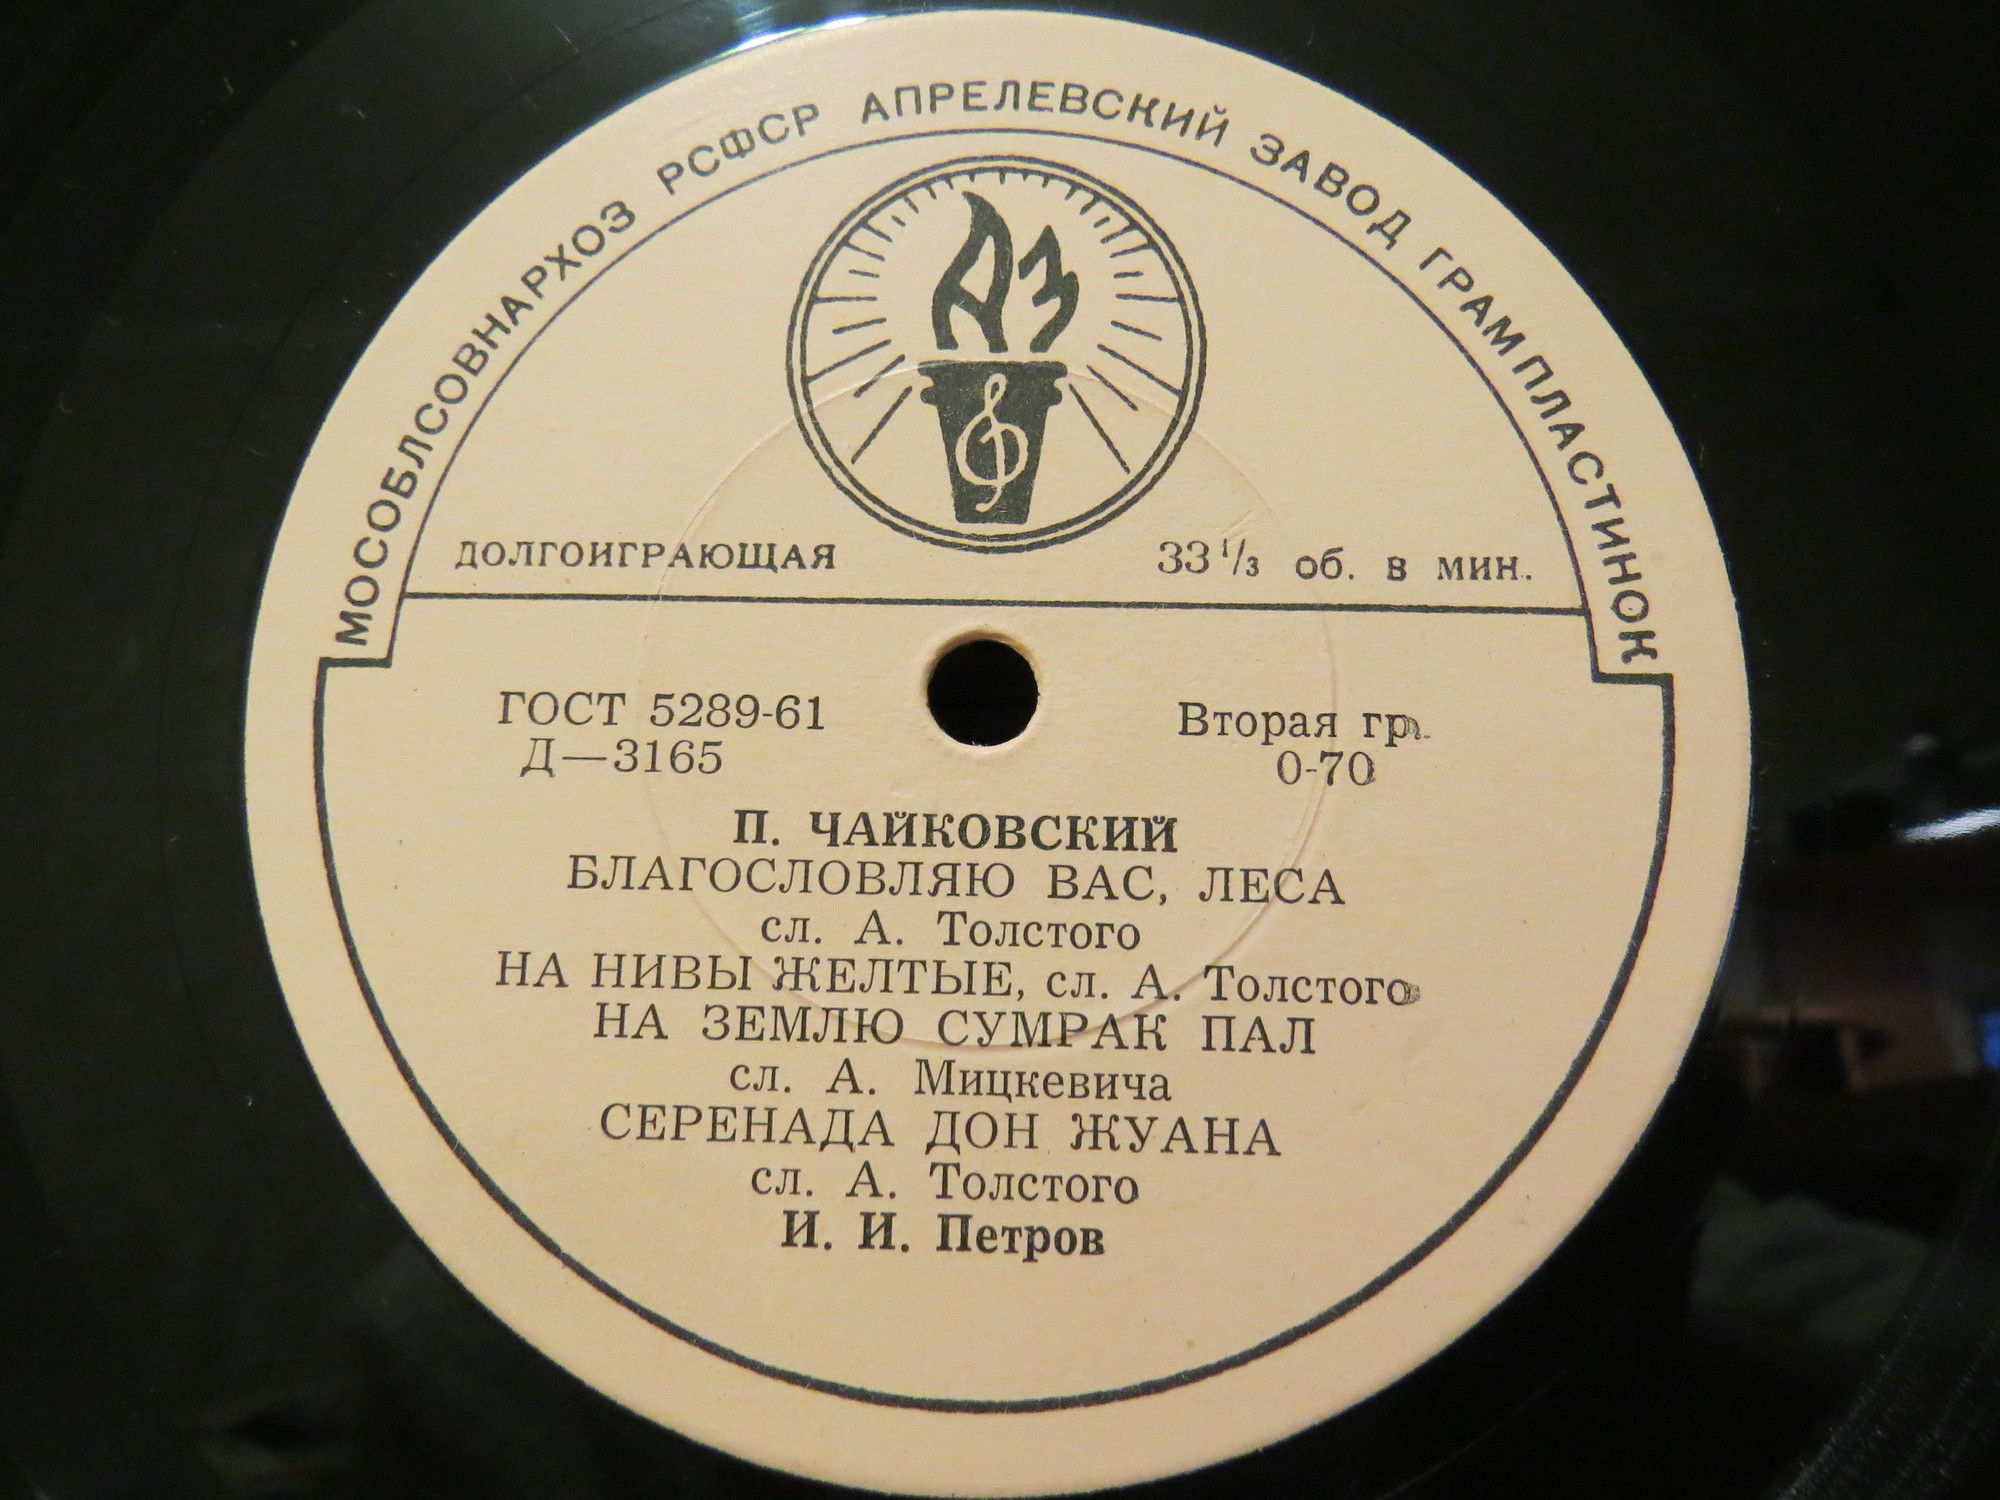 МОСОБЛСОВНАРХОЗ РСФСР АПРЕЛЕВСКИЙ ЗАВОД ГРАМПЛАСТИНОК
АЗ
ДОЛГОИГРАЮЩАЯ 33 1/3 об. в мин.
ГОСТ 5289-61 Вторая гр.
Д—3165 0-70
П. ЧАЙКОВСКИЙ
БЛАГОСЛОВЛЯЮ ВАС, ЛЕСА
сл. А. Толстого
НА НИВЫ ЖЕЛТЫЕ, сл. А. Толстого
НА ЗЕМЛЮ СУМРАК ПАЛ
сл. А. Мицкевича
СЕРЕНАДА ДОН ЖУАНА
сл. А. Толстого
И. И. Петров